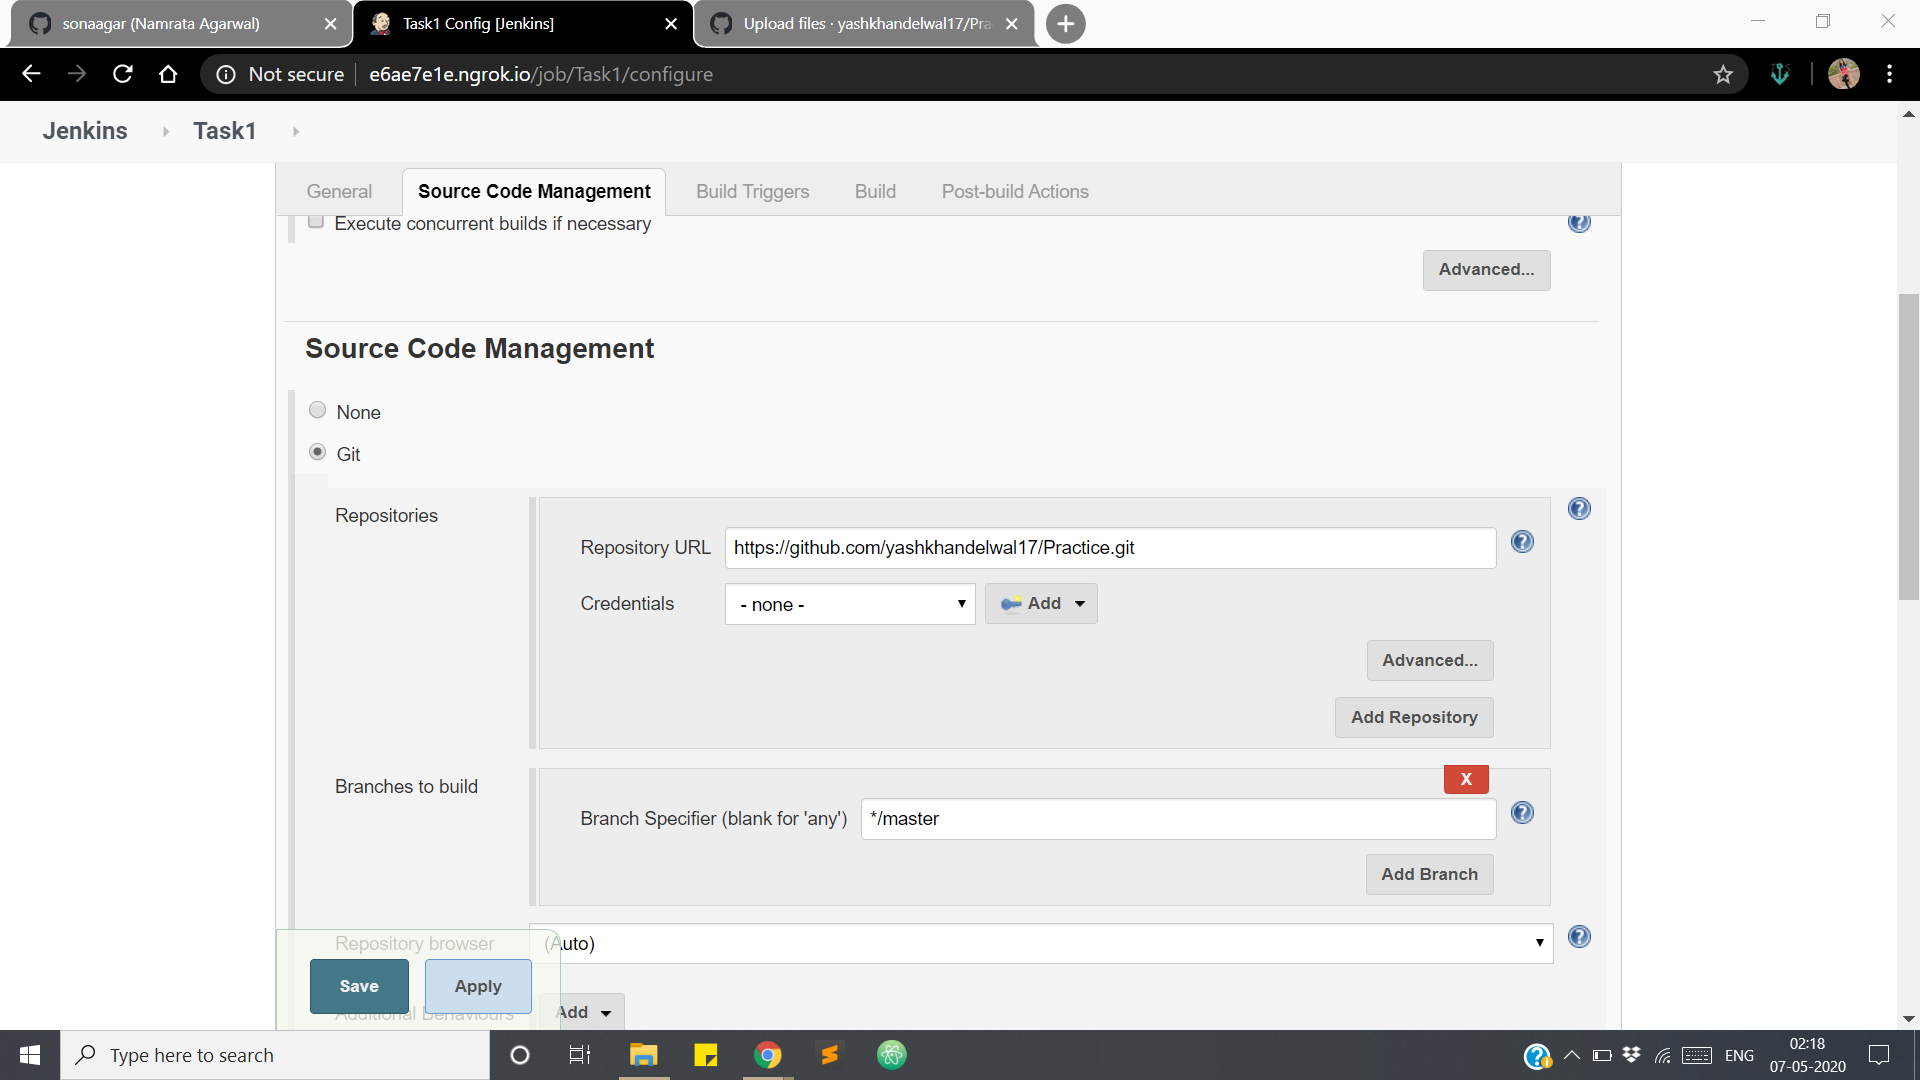 sonaagar (Namrata Agarwal)
Task1 Config [Jenkins]
Upload files · yashkhandelwal17/Pra
Not secure
e6ae7e1e.ngrok.io/job/Task1/configure
Jenkins
Task1
General
Source Code Management
Build Triggers
Build
Post-build Actions
Execute concurrent builds if necessary
Advanced...
Source Code Management
None
Git
Repositories
Repository URL
https://github.com/yashkhandelwal17/Practice.git
Credentials
- none -
Add
Advanced...
Add Repository
Branches to build
X
Branch Specifier (blank for 'any')
*/master
Add Branch
Repository browser
(Auto)
Save
Apply
Additional Behaviours
Add
Type here to search
ENG
02:18
07-05-2020